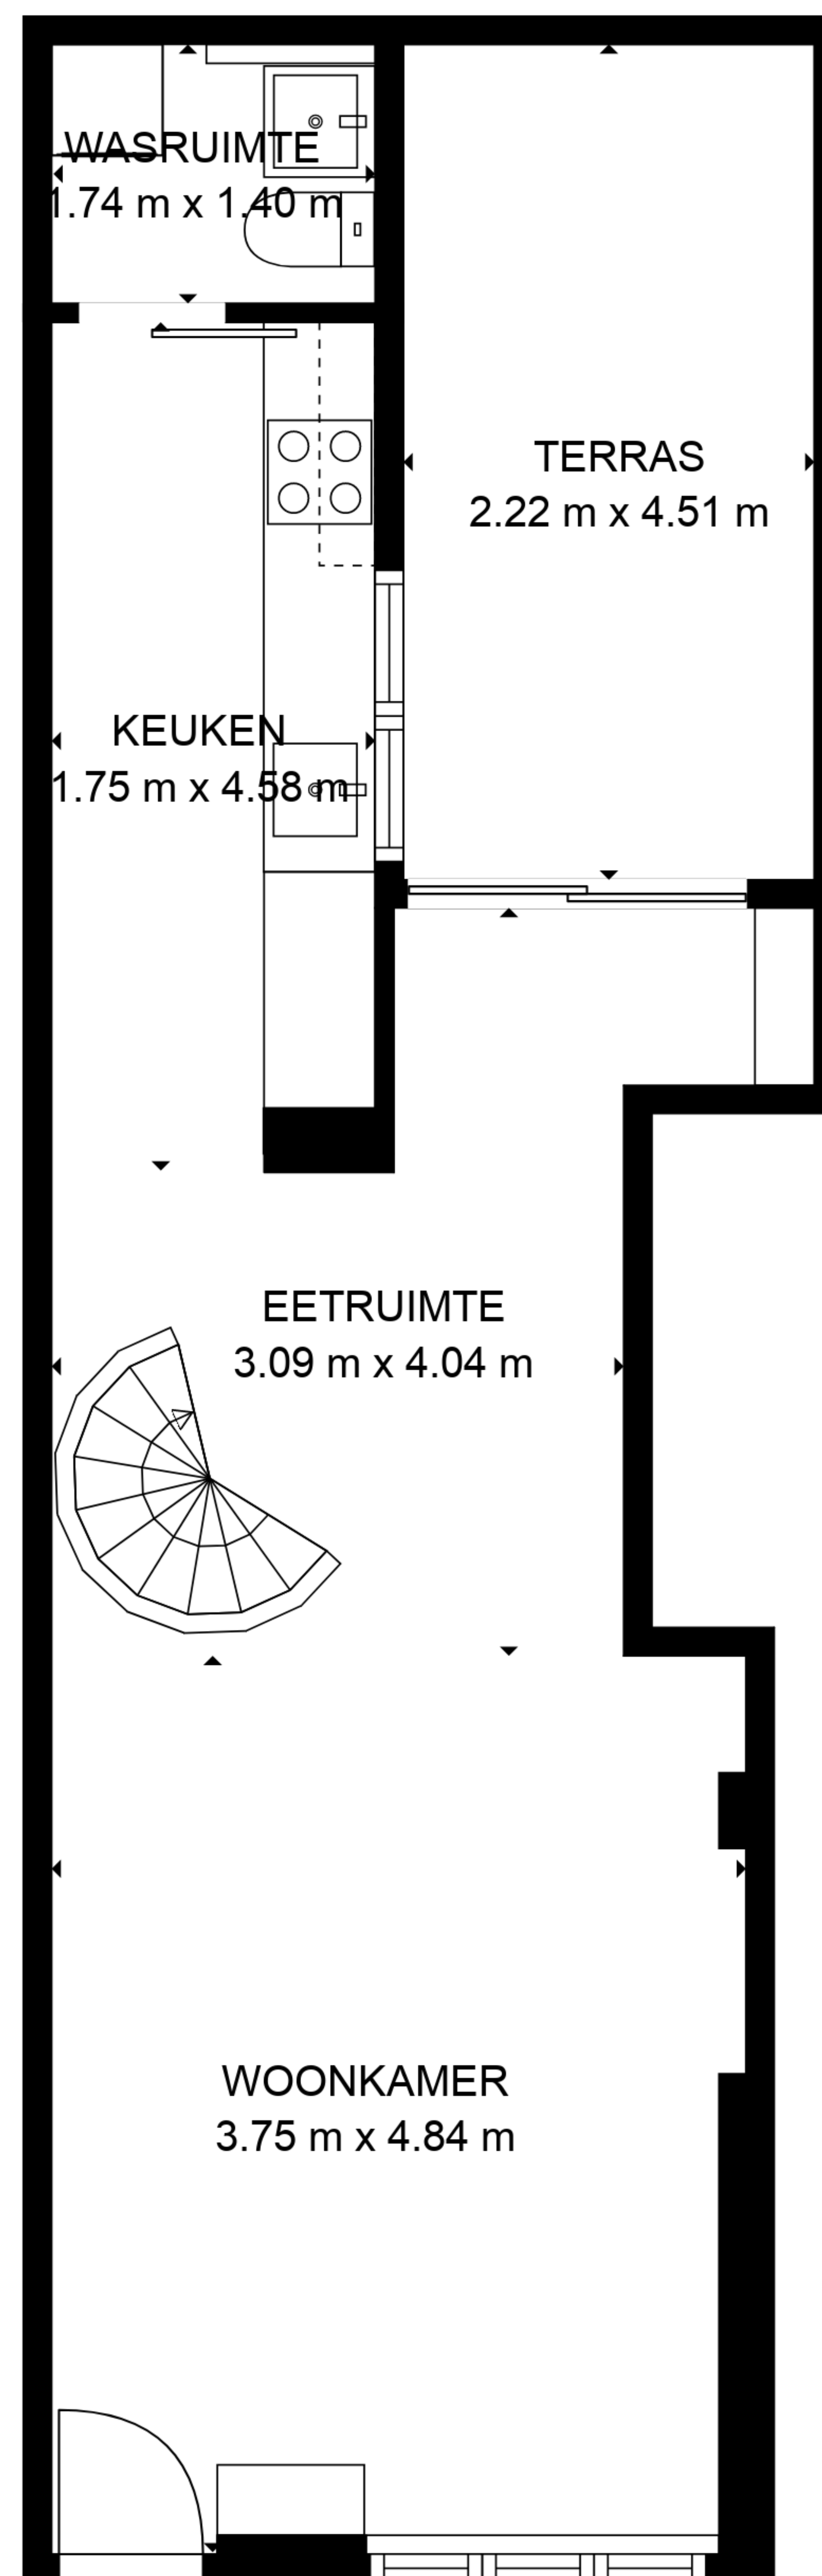 WASRUIMTE
1.74 m x 1.40 m
TERRAS
2.22 m x 4.51 m
KEUKEN
1.75 m x 4.58 m
EETRUIMTE
3.09 m x 4.04 m
WOONKAMER
3.75 m x 4.84 m